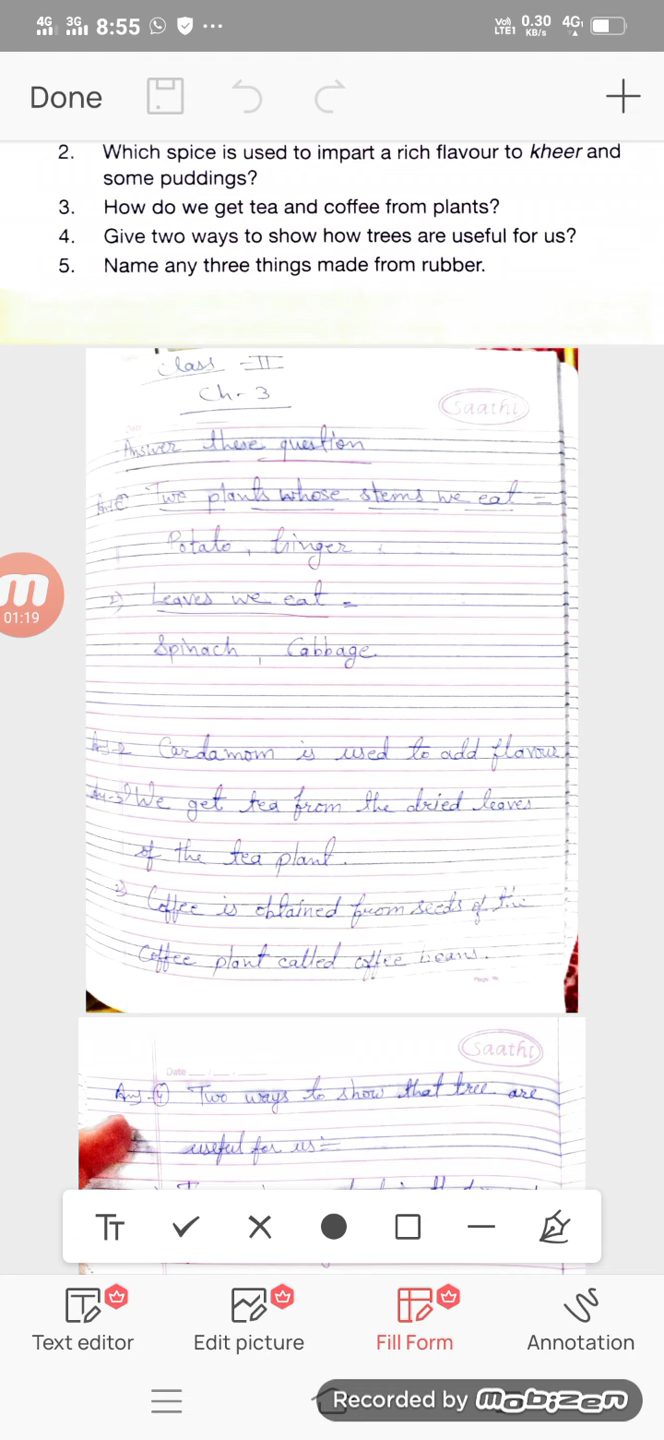 4G 3G 8:55 ...
Vo) LTE1 0.30 KB/s 4G
Done
2. Which spice is used to impart a rich flavour to kheer and
some puddings?
3. How do we get tea and coffee from plants?
4. Give two ways to show how trees are useful for us?
5. Name any three things made from rubber.
Class - II
Ch-3
Saathi
Answer these question
Two plants whose stems we eat =
Potato, Ginger
m
01:19
2) Leaves we eat =
Spinach, Cabbage
Ans-2 Cardamom is used to add flavour
Ans-3 We get tea from the dried leaves
of the tea plant.
2) Coffee is obtained from seeds of the
Coffee plant called coffee beans.
Saathi
Date
Ans-4 Two ways to show that tree are
useful for us:=
TT
Text editor Edit picture Fill Form Annotation
Recorded by mobizen